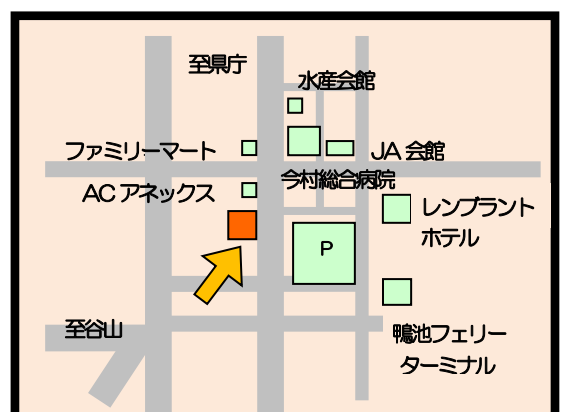 至県庁
水産会館
ファミリーマート
JA 会館
今村総合病院
AC アネックス
レンブラント
ホテル
P
至谷山
鴨池フェリー
ターミナル